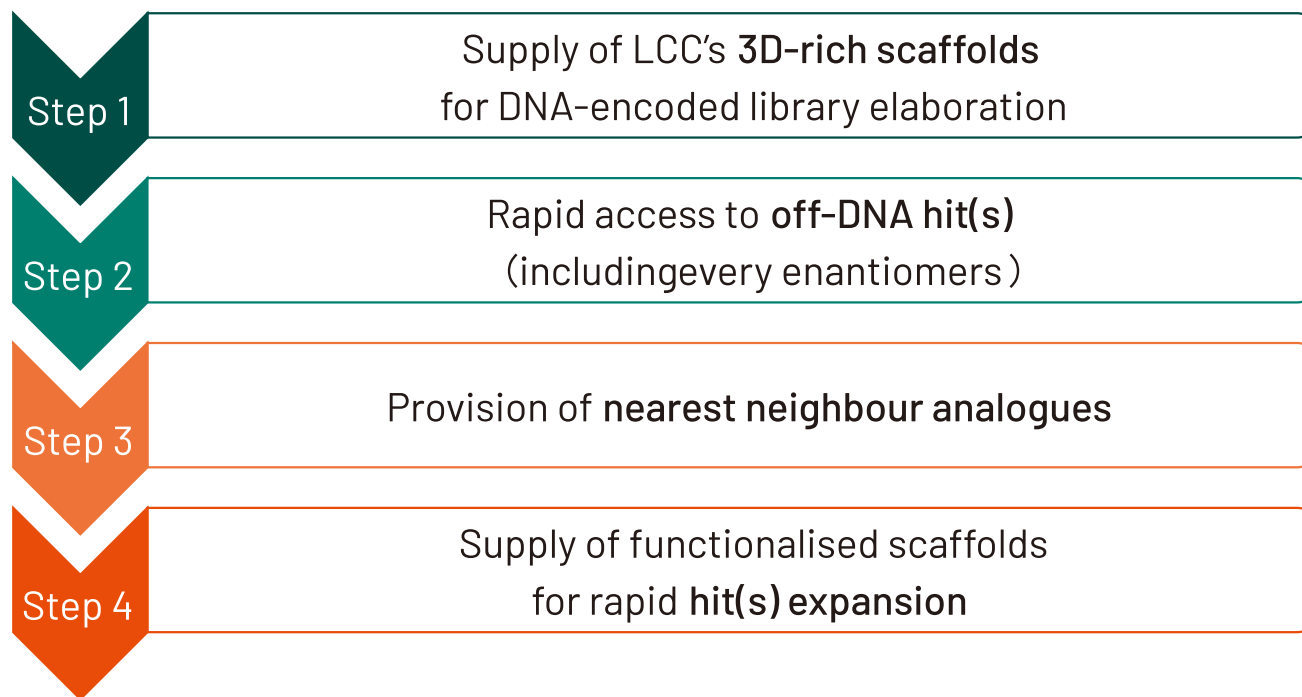 Step 1
Supply of LCC's 3D-rich scaffolds
for DNA-encoded library elaboration
Step 2
Rapid access to off-DNA hit(s)
(includingevery enantiomers)
Step 3
Provision of nearest neighbour analogues
Step 4
Supply of functionalised scaffolds
for rapid hit(s) expansion